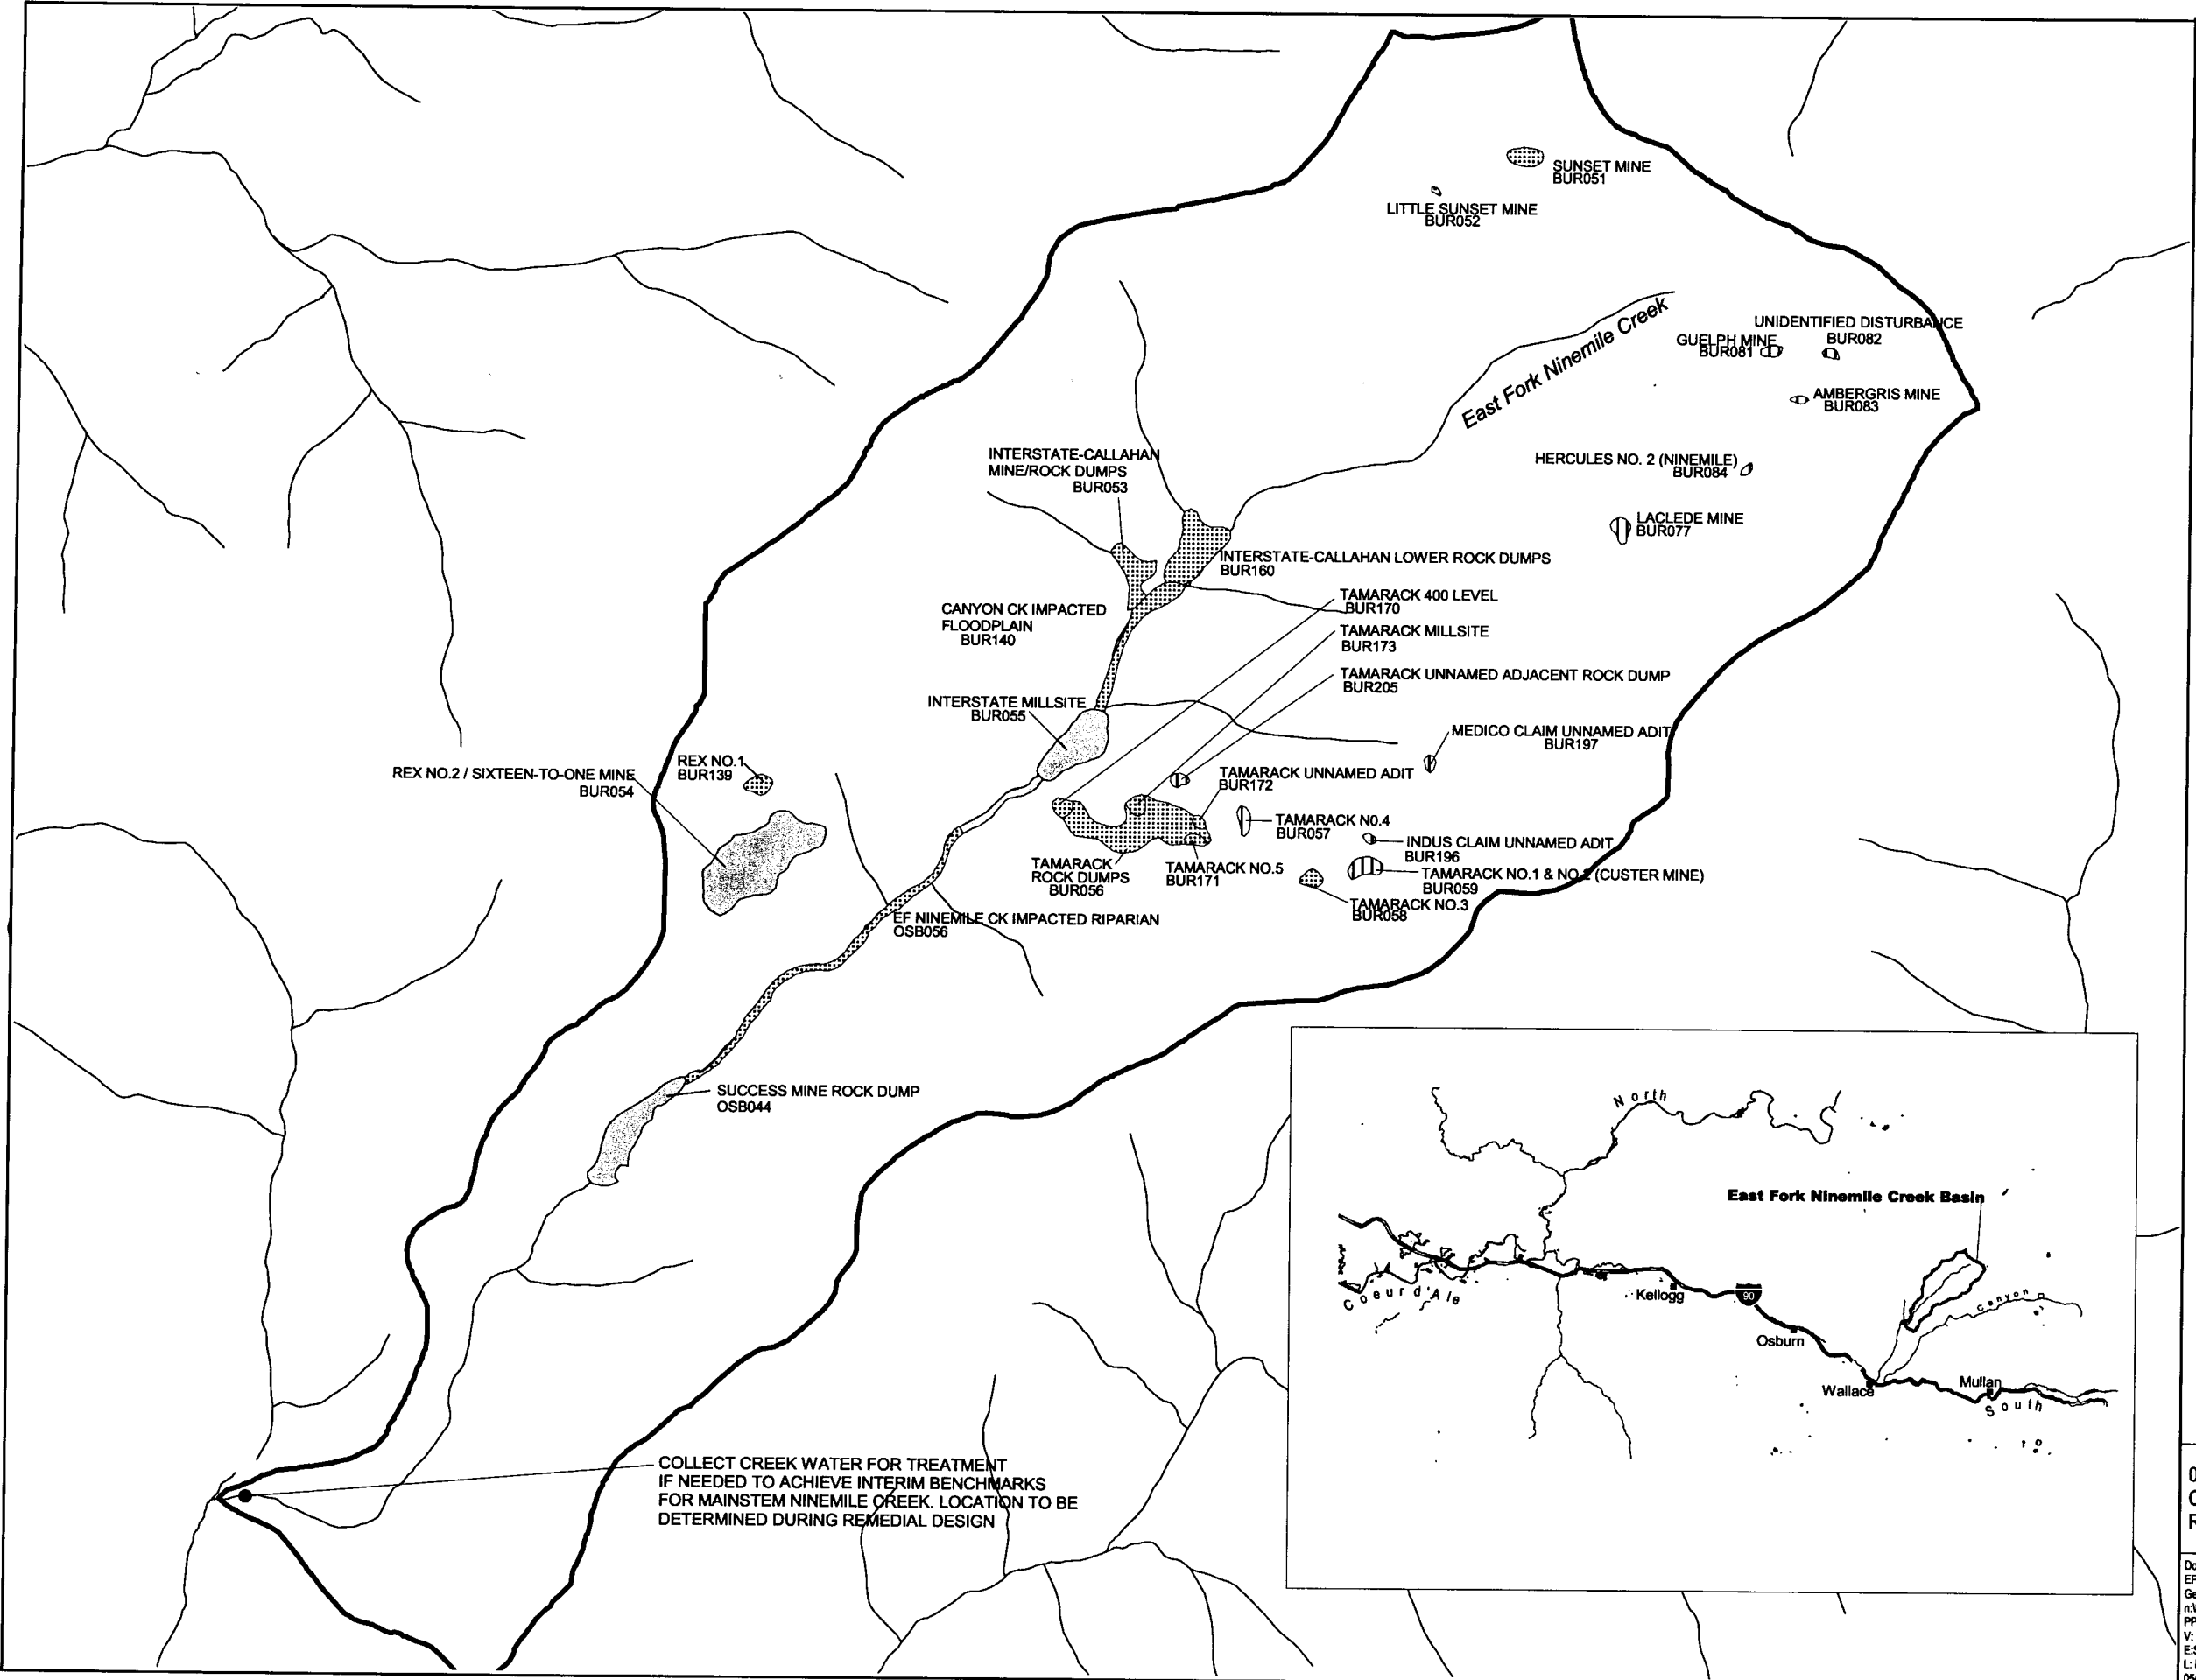 SUNSET MINE
BUR051
LITTLE SUNSET MINE
BUR052
East Fork Ninemile Creek
UNIDENTIFIED DISTURBANCE
BUR082
GUELPH MINE
BUR081
AMBERGRIS MINE
BUR083
HERCULES NO. 2 (NINEMILE)
BUR084
LACLEDE MINE
BUR077
INTERSTATE-CALLAHAN
MINE/ROCK DUMPS
BUR053
INTERSTATE-CALLAHAN LOWER ROCK DUMPS
BUR160
CANYON CK IMPACTED
FLOODPLAIN
BUR140
TAMARACK 400 LEVEL
BUR170
TAMARACK MILLSITE
BUR173
TAMARACK UNNAMED ADJACENT ROCK DUMP
BUR205
INTERSTATE MILLSITE
BUR055
MEDICO CLAIM UNNAMED ADIT
BUR197
REX NO.1
BUR139
REX NO.2 / SIXTEEN-TO-ONE MINE
BUR054
TAMARACK UNNAMED ADIT
BUR172
TAMARACK N0.4
BUR057
INDUS CLAIM UNNAMED ADIT
BUR196
TAMARACK
ROCK DUMPS
BUR056
TAMARACK NO.5
BUR171
TAMARACK NO.1 & NO.2 (CUSTER MINE)
BUR059
TAMARACK NO.3
BUR058
EF NINEMILE CK IMPACTED RIPARIAN
OSB056
SUCCESS MINE ROCK DUMP
OSB044
COLLECT CREEK WATER FOR TREATMENT
IF NEEDED TO ACHIEVE INTERIM BENCHMARKS
FOR MAINSTEM NINEMILE CREEK. LOCATION TO BE
DETERMINED DURING REMEDIAL DESIGN
North
East Fork Ninemile Creek Basin
Coeur d'Ale
Kellogg
90
Canyon
Osburn
Wallace
Mullan
South